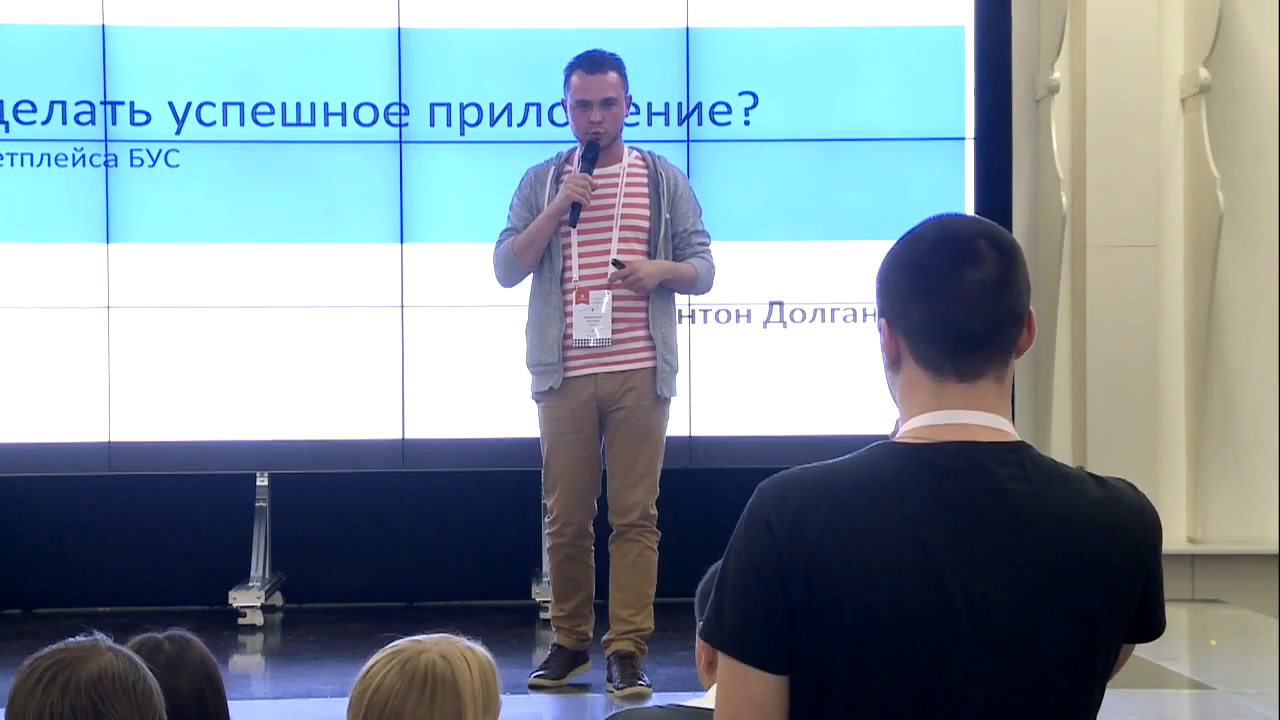 делать успешное прило ение?
етплейса БУС
нтон Долган